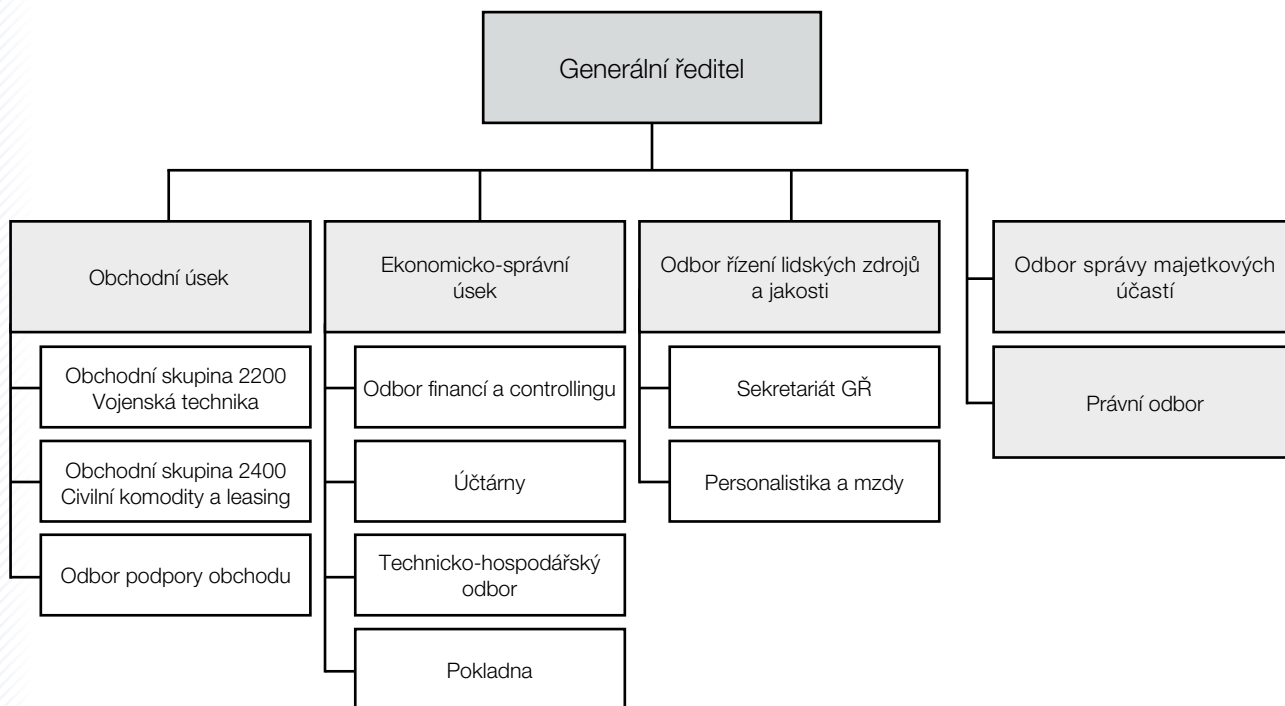 Generální ředitel
Obchodní úsek
Ekonomicko-správní
úsek
Odbor řízení lidských zdrojů
a jakosti
Odbor správy majetkových
účastí
Obchodní skupina 2200
Vojenská technika
Odbor financí a controllingu
Sekretariát GŘ
Právní odbor
Obchodní skupina 2400
Civilní komodity a leasing
Účtárny
Personalistika a mzdy
Odbor podpory obchodu
Technicko-hospodářský
odbor
Pokladna